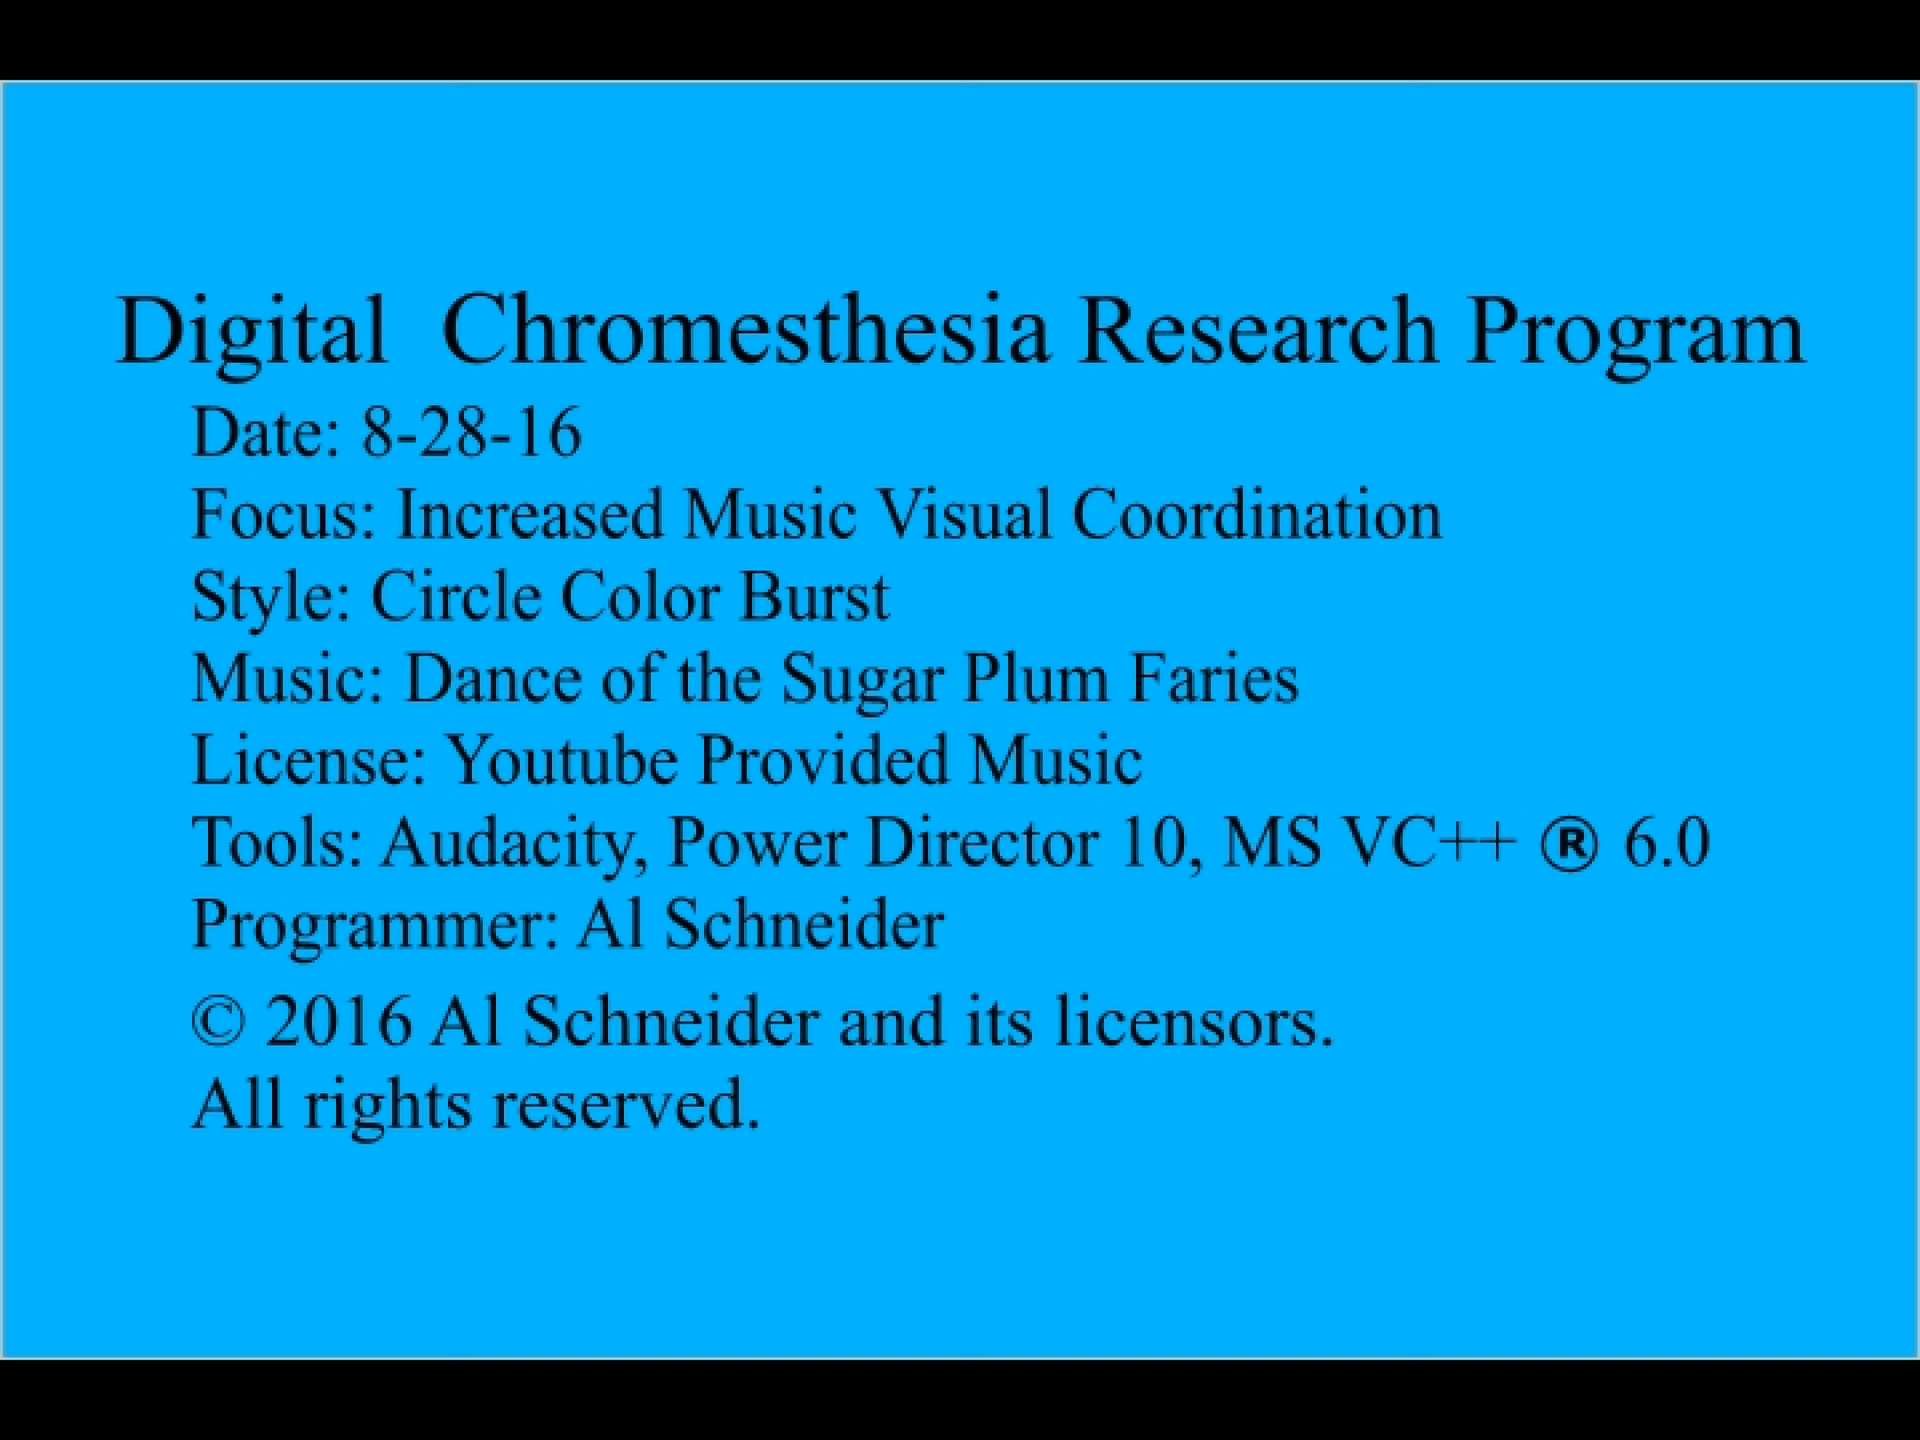 Digital  Chromesthesia Research Program
Date: 8-28-16
Focus: Increased Music Visual Coordination
Style: Circle Color Burst
Music: Dance of the Sugar Plum Faries
License: Youtube Provided Music
Tools: Audacity, Power Director 10, MS VC++ ® 6.0
Programmer: Al Schneider
© 2016 Al Schneider and its licensors.
All rights reserved.